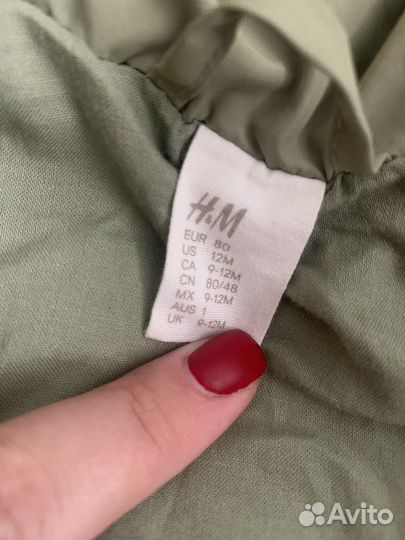 H&M
EUR 80
US 12M
CA 9-12M
CN 80/48
MX 9-12M
AUS 1
UK 9-12M
Avito